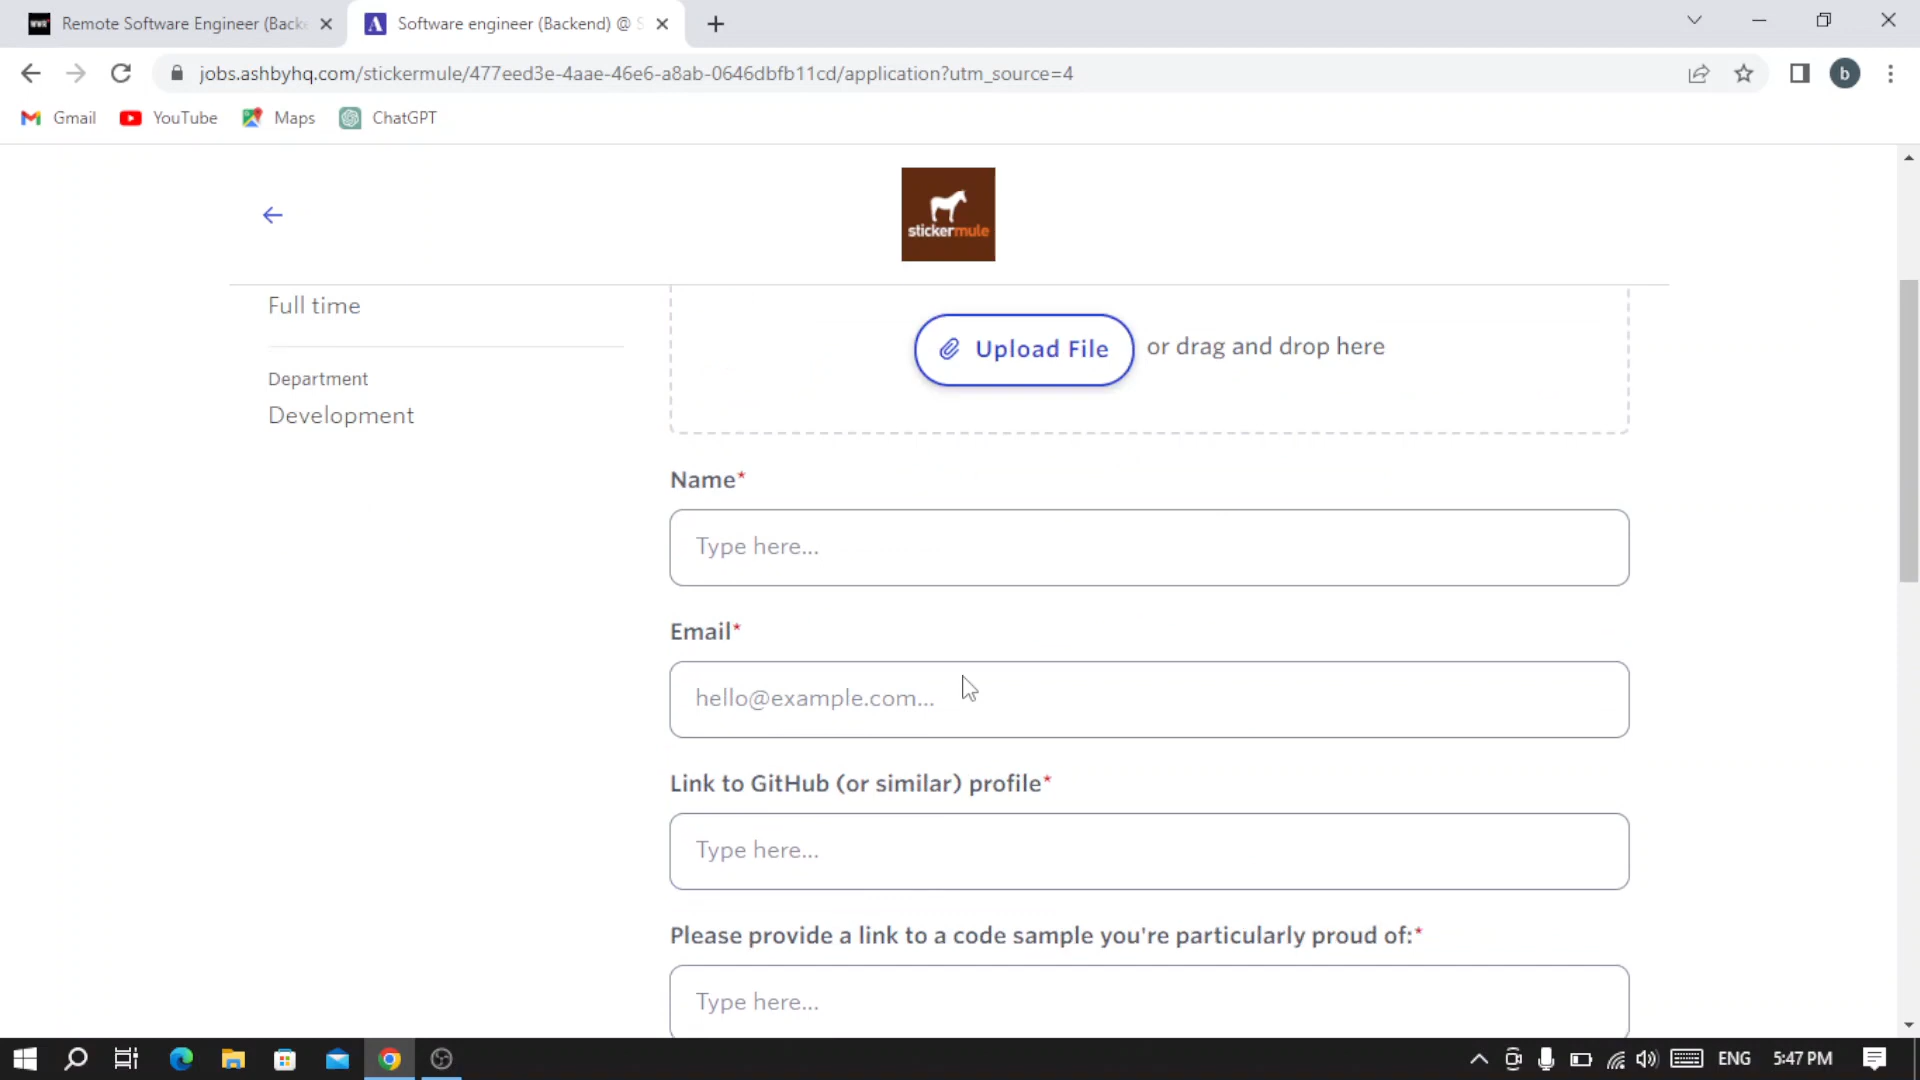 Remote Software Engineer (Backe
Software engineer (Backend) @ S
jobs.ashbyhq.com/stickermule/477eed3e-4aae-46e6-a8ab-0646dbfb11cd/application?utm_source=4
b
Gmail
YouTube
Maps
ChatGPT
stickermule
Full time
Department
Development
Upload File
or drag and drop here
Name*
Type here...
Email*
hello@example.com...
Link to GitHub (or similar) profile*
Type here...
Please provide a link to a code sample you're particularly proud of:*
Type here...
ENG
5:47 PM